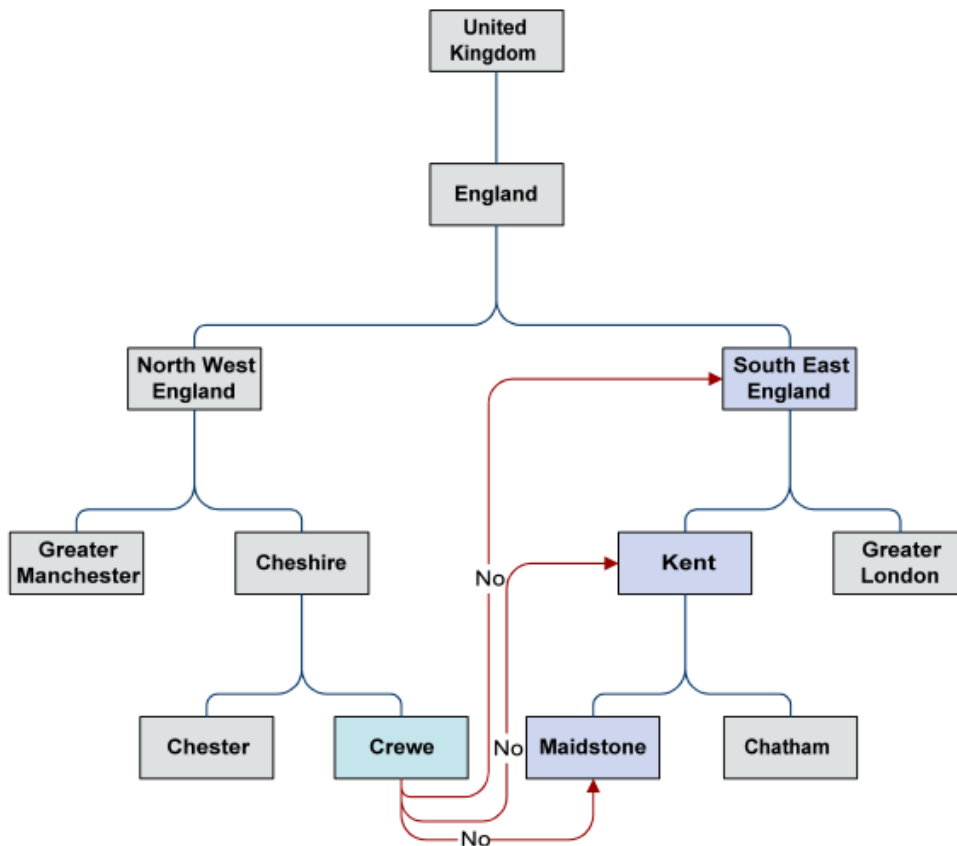 United
Kingdom
England
North West
England
South East
England
Greater
Manchester
Cheshire
No
Kent
Greater
London
Chester
Crewe
No
Maidstone
Chatham
No